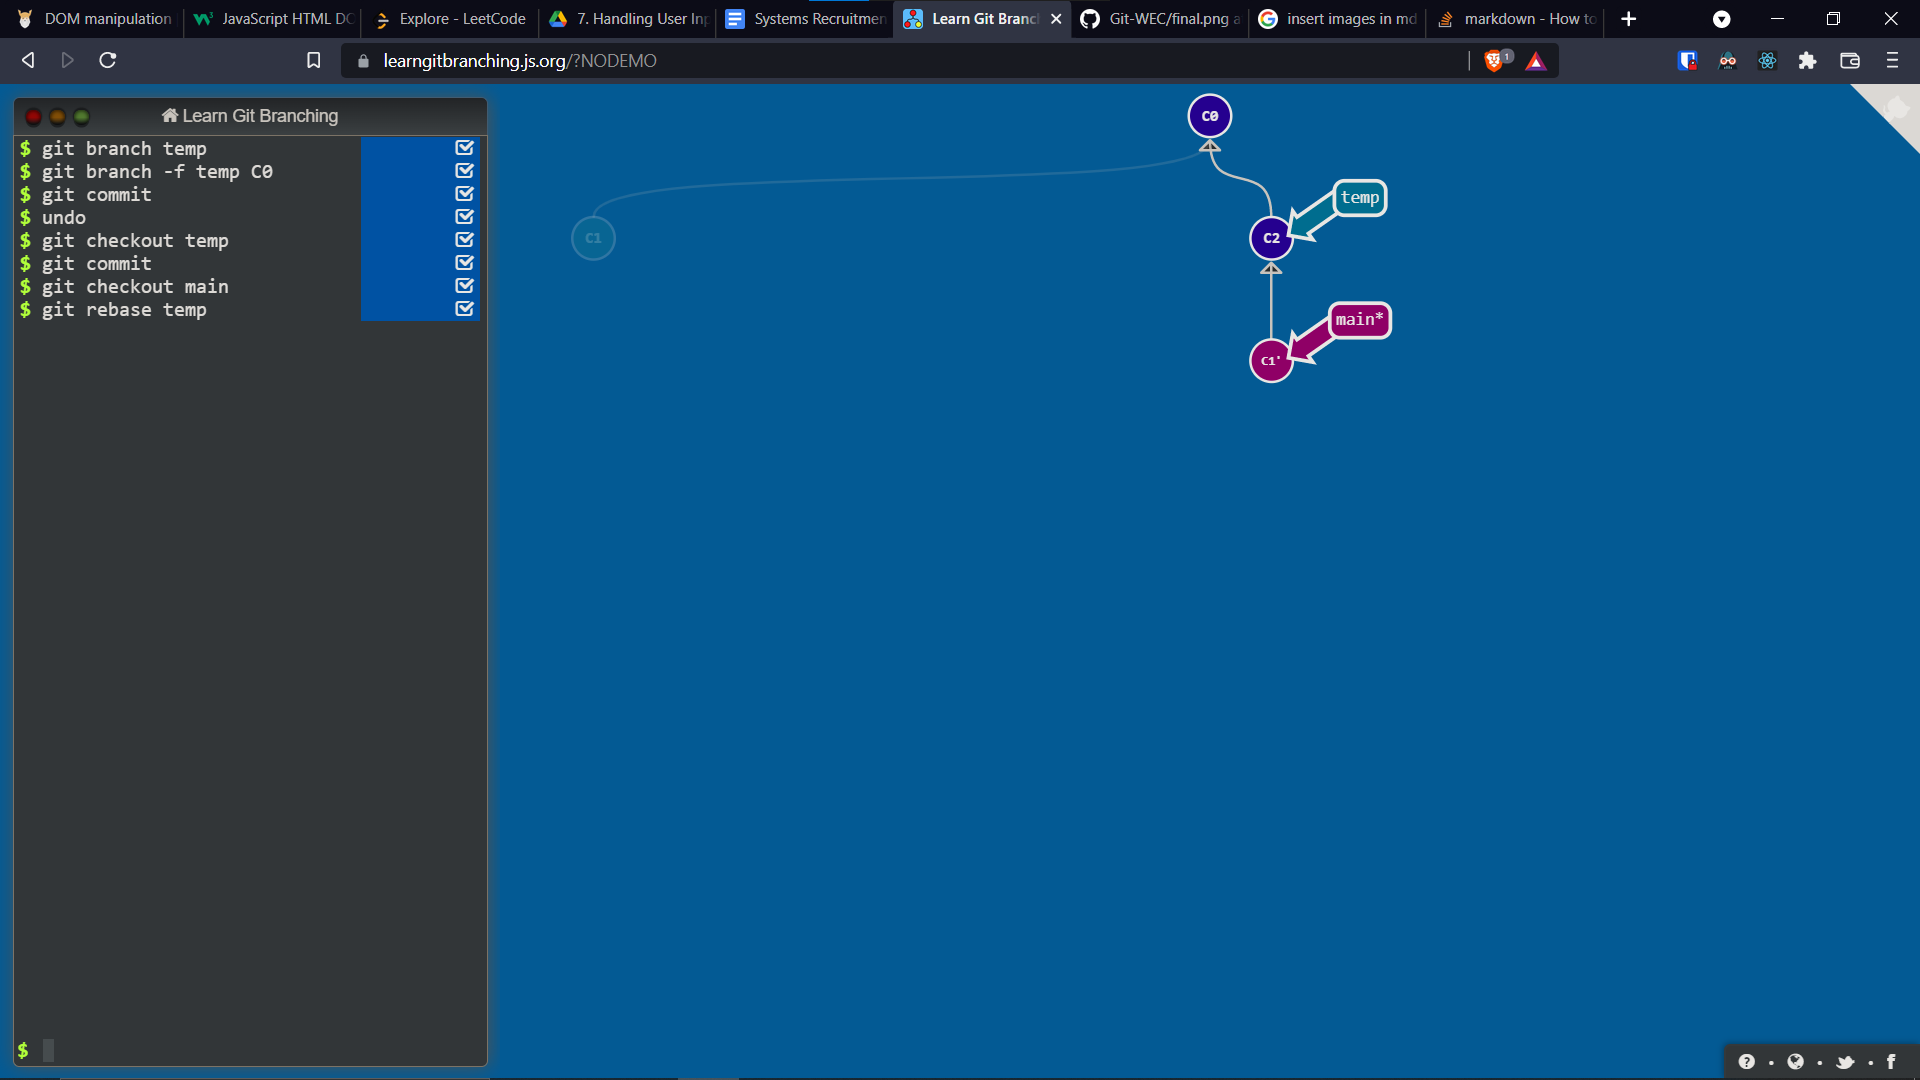 DOM manipulation
JavaScript HTML DO
Explore - LeetCode
7. Handling User Inp
Systems Recruitmen
Learn Git Branc
Git-WEC/final.png a
insert images in md
markdown - How to
learngitbranching.js.org/?NODEMO
1
Learn Git Branching
$ git branch temp
$ git branch -f temp C0
$ git commit
$ undo
$ git checkout temp
$ git commit
$ git checkout main
$ git rebase temp
$
C0
temp
C1
C2
main*
C1'